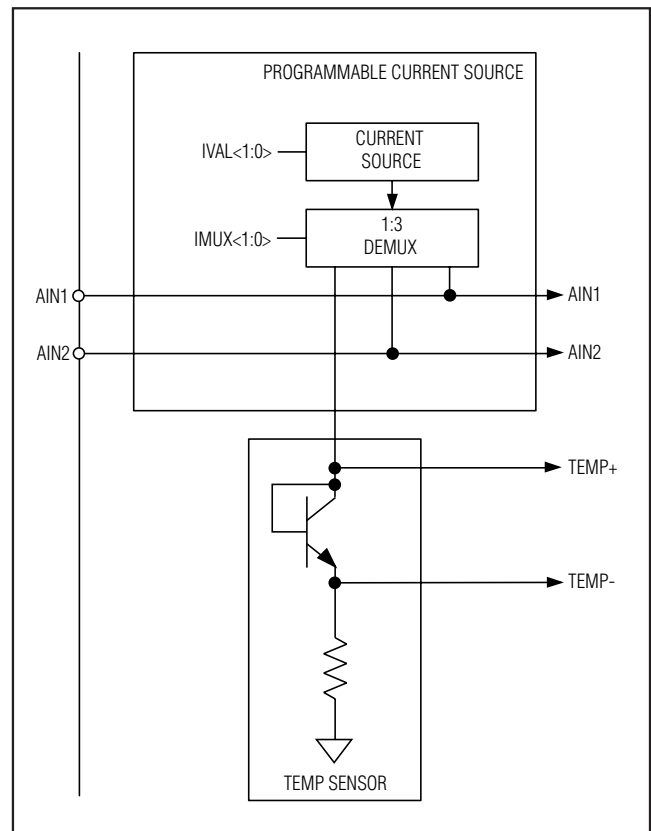 PROGRAMMABLE CURRENT SOURCE
CURRENT
SOURCE
IVAL<1:0>
1:3
DEMUX
IMUX<1:0>
AIN1
AIN1
AIN2
AIN2
TEMP+
TEMP-
TEMP SENSOR